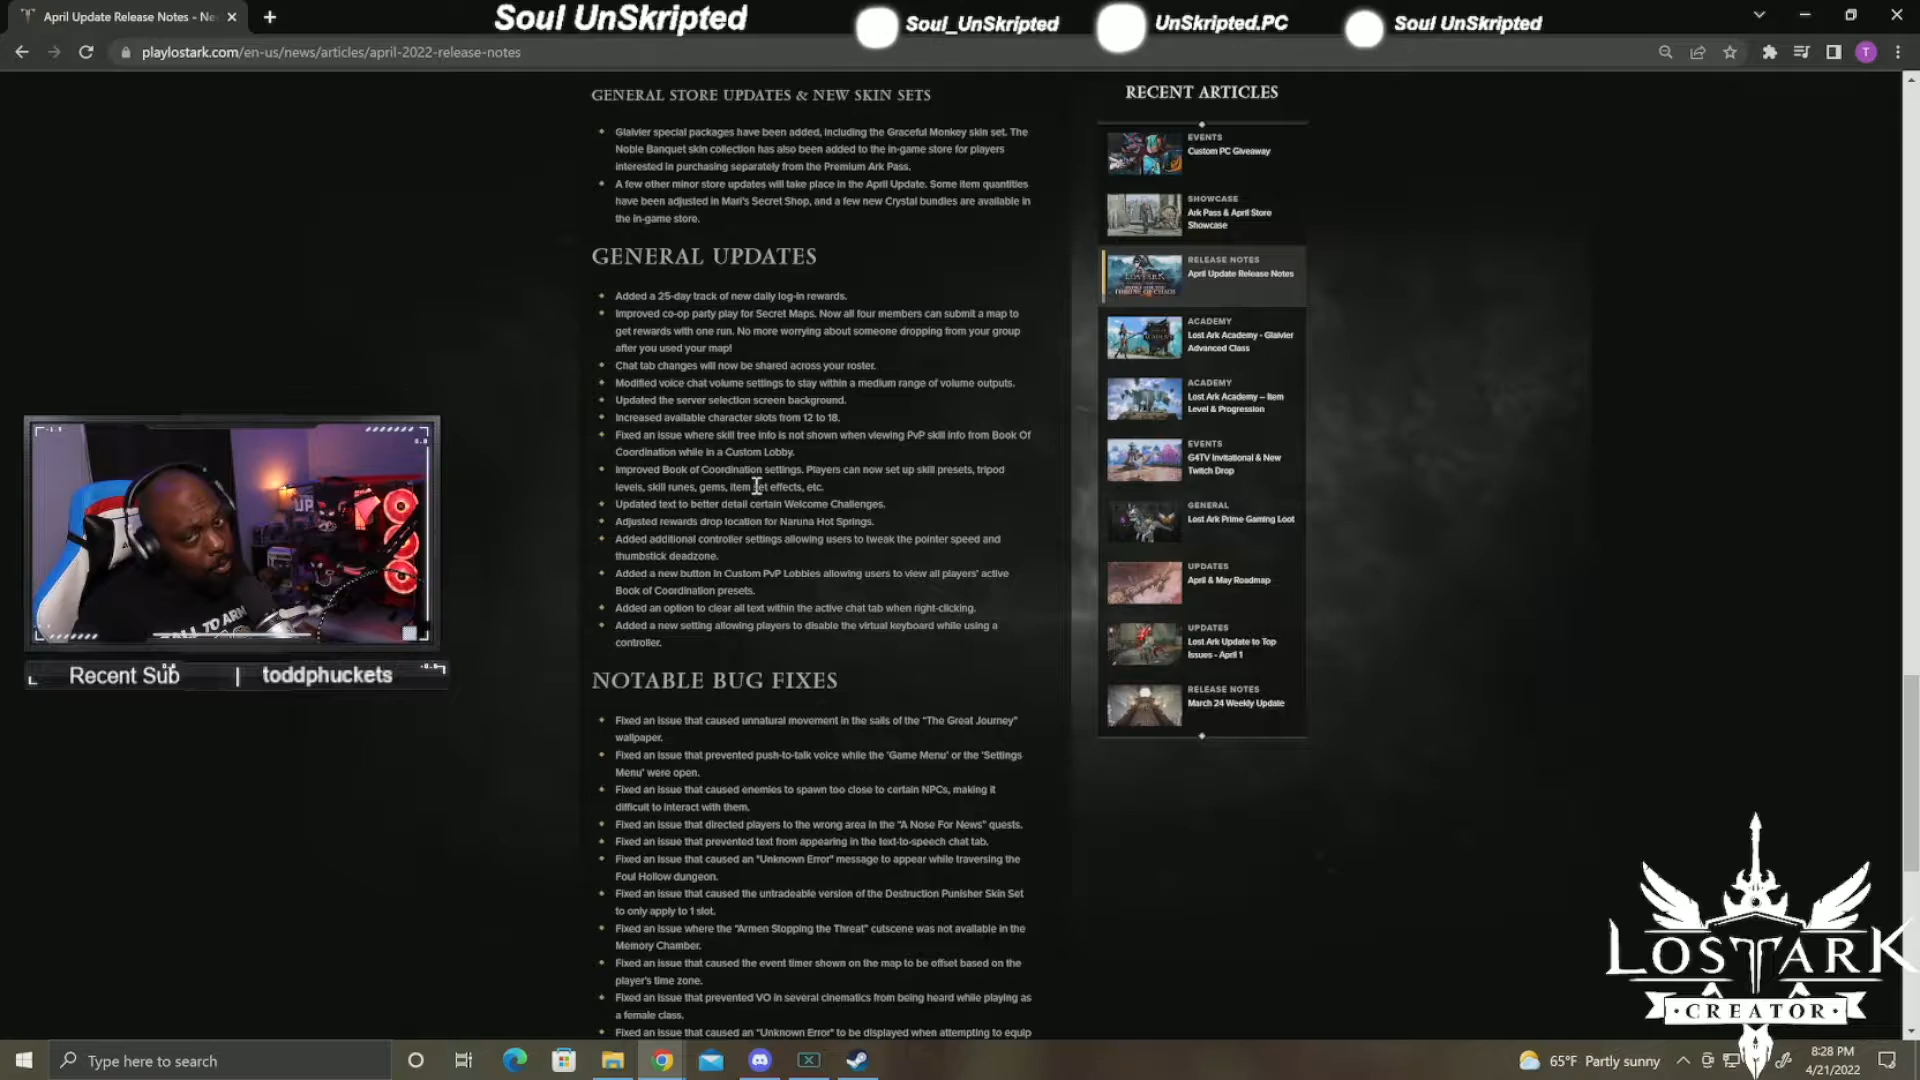 April Update Release Notes - Ne
Soul UnSkripted
Soul_UnSkripted
UnSkripted.PC
Soul UnSkripted
playlostark.com/en-us/news/articles/april-2022-release-notes
T
GENERAL STORE UPDATES & NEW SKIN SETS
Glaivier special packages have been added, including the Graceful Monkey skin set. The
Noble Banquet skin collection has also been added to the in-game store for players
interested in purchasing separately from the Premium Ark Pass.
A few other minor store updates will take place in the April Update. Some item quantities
have been adjusted in Mari's Secret Shop, and a few new Crystal bundles are available in
the in-game store.
GENERAL UPDATES
Added a 25-day track of new daily log-in rewards.
Improved co-op party play for Secret Maps. Now all four members can submit a map to
get rewards with one run. No more worrying about someone dropping from your group
after you used your map!
Chat tab changes will now be shared across your roster.
Modified voice chat volume settings to stay within a medium range of volume outputs.
Updated the server selection screen background.
Increased available character slots from 12 to 18.
Fixed an issue where skill tree info is not shown when viewing PvP skill info from Book Of
Coordination while in a Custom Lobby.
Improved Book of Coordination settings. Players can now set up skill presets, tripod
levels, skill runes, gems, item set effects, etc.
Updated text to better detail certain Welcome Challenges.
Adjusted rewards drop location for Naruna Hot Springs.
Added additional controller settings allowing users to tweak the pointer speed and
thumbstick deadzone.
Added a new button in Custom PvP Lobbies allowing users to view all players' active
Book of Coordination presets.
Added an option to clear all text within the active chat tab when right-clicking.
Added a new setting allowing players to disable the virtual keyboard while using a
controller.
NOTABLE BUG FIXES
Fixed an issue that caused unnatural movement in the sails of the "The Great Journey"
wallpaper.
Fixed an issue that prevented push-to-talk voice while the 'Game Menu' or the 'Settings
Menu' were open.
Fixed an issue that caused enemies to spawn too close to certain NPCs, making it
difficult to interact with them.
Fixed an issue that directed players to the wrong area in the "A Nose For News" quests.
Fixed an issue that prevented text from appearing in the text-to-speech chat tab.
Fixed an issue that caused an "Unknown Error" message to appear while traversing the
Foul Hollow dungeon.
Fixed an issue that caused the untradeable version of the Destruction Punisher Skin Set
to only apply to 1 slot.
Fixed an issue where the "Armen Stopping the Threat" cutscene was not available in the
Memory Chamber.
Fixed an issue that caused the event timer shown on the map to be offset based on the
player's time zone.
Fixed an issue that prevented VO in several cinematics from being heard while playing as
a female class.
Fixed an issue that caused an "Unknown Error" to be displayed when attempting to equip
RECENT ARTICLES
EVENTS
Custom PC Giveaway
SHOWCASE
Ark Pass & April Store
Showcase
RELEASE NOTES
April Update Release Notes
ACADEMY
Lost Ark Academy - Glaivier
Advanced Class
ACADEMY
Lost Ark Academy – Item
Level & Progression
EVENTS
G4TV Invitational & New
Twitch Drop
GENERAL
Lost Ark Prime Gaming Loot
UPDATES
April & May Roadmap
UPDATES
Lost Ark Update to Top
Issues - April 1
RELEASE NOTES
March 24 Weekly Update
Recent Sub | toddphuckets
LOST ARK
CREATOR
Type here to search
65°F Partly sunny
8:28 PM
4/21/2022